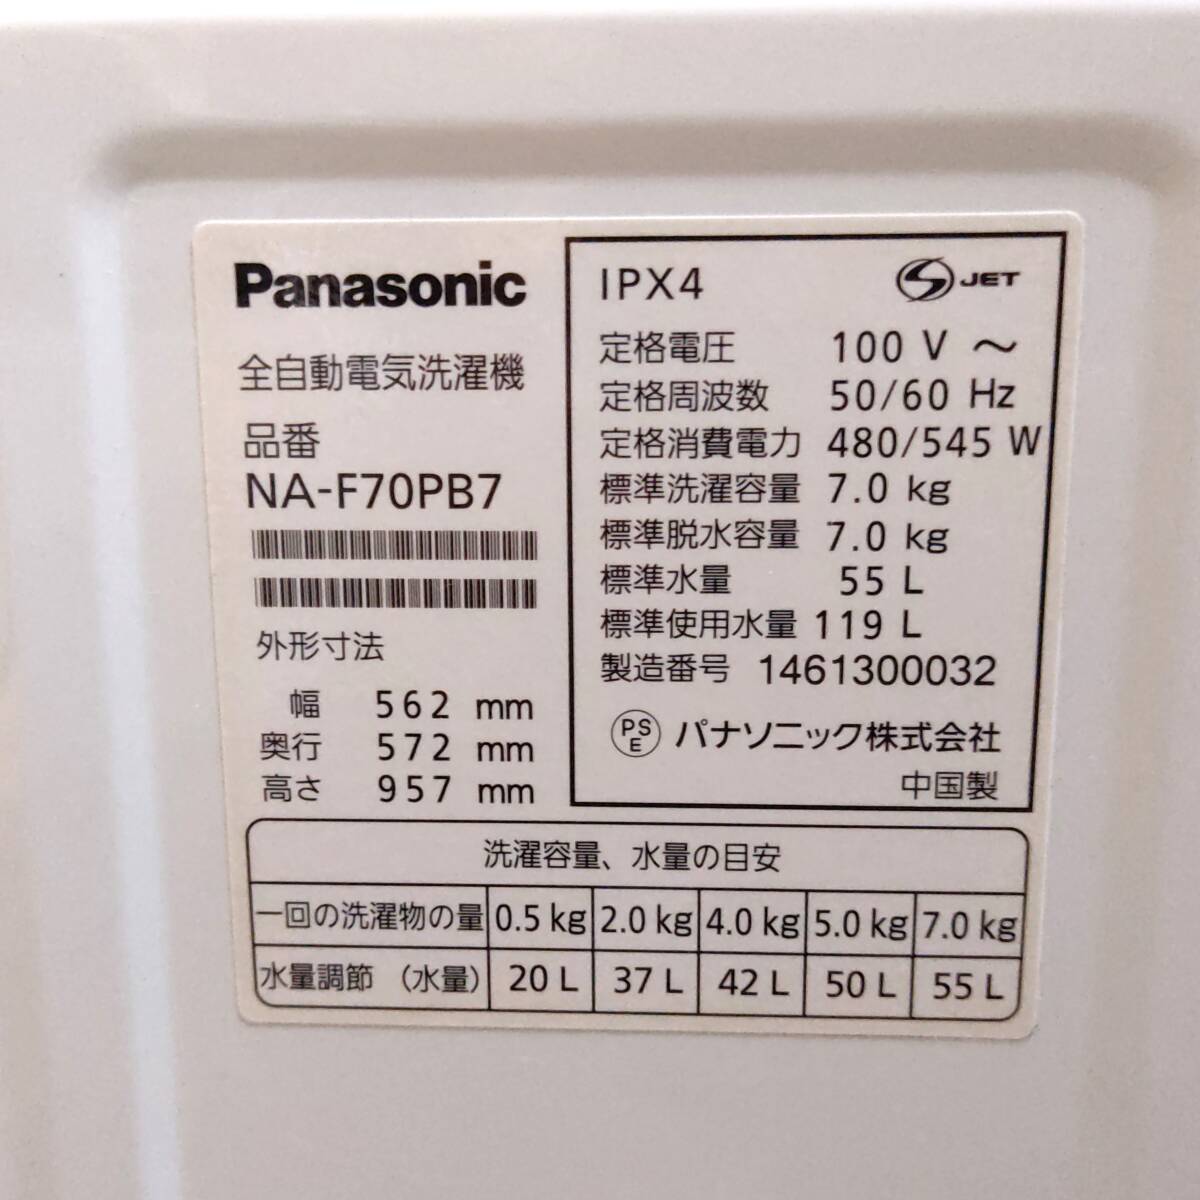 Panasonic
全自動電気洗濯機
品番
NA-F70PB7
外形寸法
幅 562 mm
奥行 572 mm
高さ 957 mm
IPX4
S JET
定格電圧 100 V ～
定格周波数 50/60 Hz
定格消費電力 480/545 W
標準洗濯容量 7.0 kg
標準脱水容量 7.0 kg
標準水量 55 L
標準使用水量 119 L
製造番号 1461300032
PS E パナソニック株式会社
中国製
洗濯容量、水量の目安
一回の洗濯物の量 0.5 kg 2.0 kg 4.0 kg 5.0 kg 7.0 kg
水量調節 （水量） 20 L 37 L 42 L 50 L 55 L